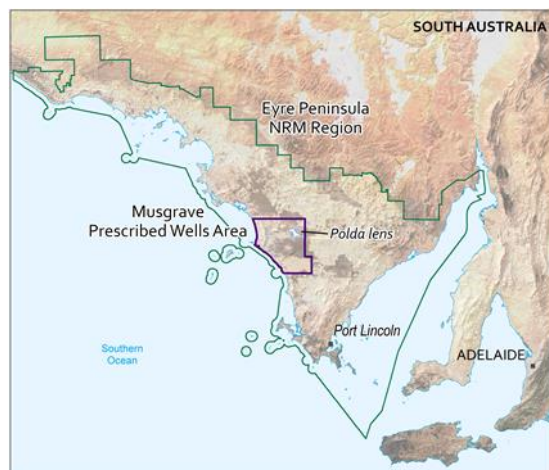 SOUTH AUSTRALIA
Eyre Peninsula
NRM Region
Musgrave
Prescribed Wells Area
Polda lens
Port Lincoln
Southern
Ocean
ADELAIDE